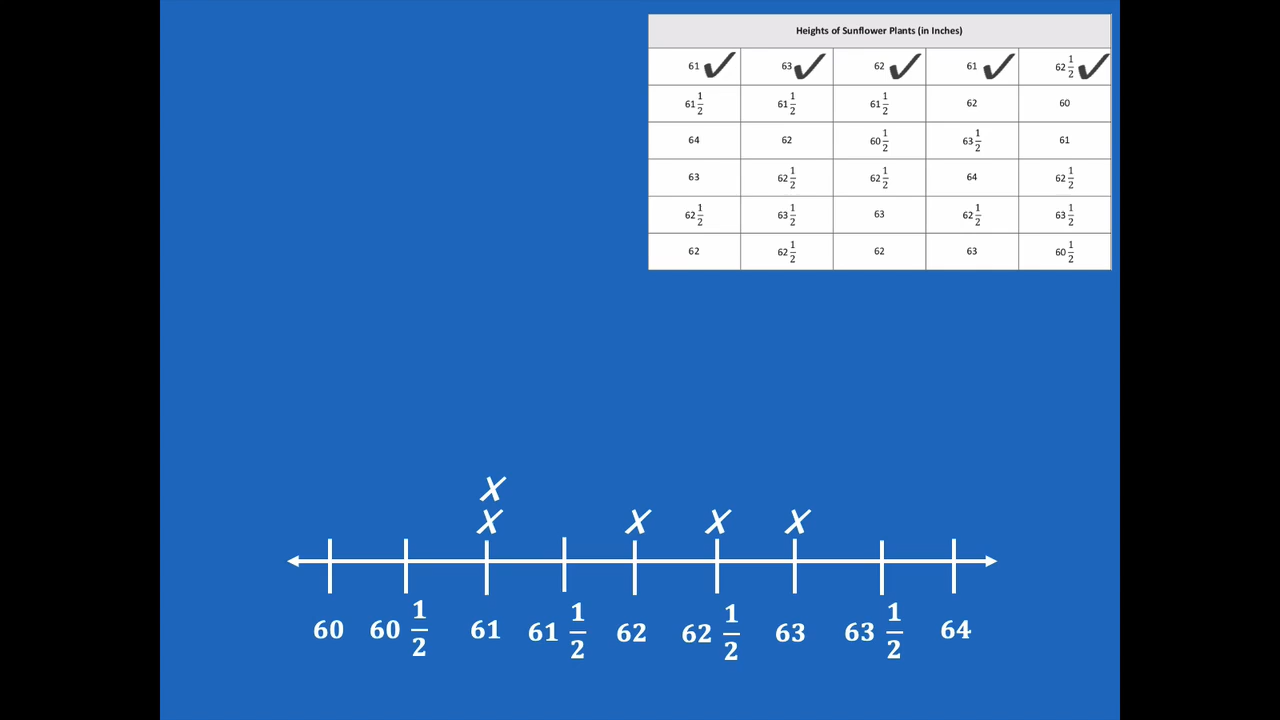 Heights of Sunflower Plants (in Inches)
61 ✓ 63 ✓ 62 ✓ 61 ✓ 62 1/2 ✓
61 1/2 61 1/2 61 1/2 62 60
64 62 60 1/2 63 1/2 61
63 62 1/2 62 1/2 64 62 1/2
62 1/2 63 1/2 63 62 1/2 63 1/2
62 62 1/2 62 63 60 1/2
X
X X X X
60 60 1/2 61 61 1/2 62 62 1/2 63 63 1/2 64